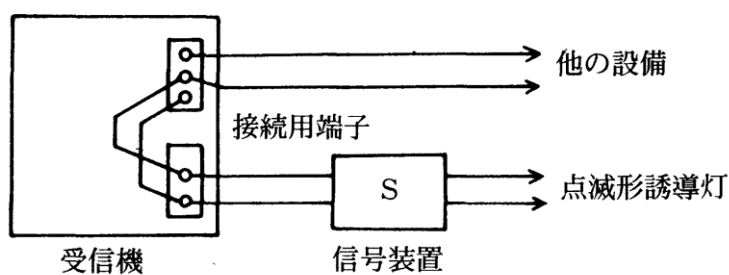 他の設備
接続用端子
S
点滅形誘導灯
受信機
信号装置